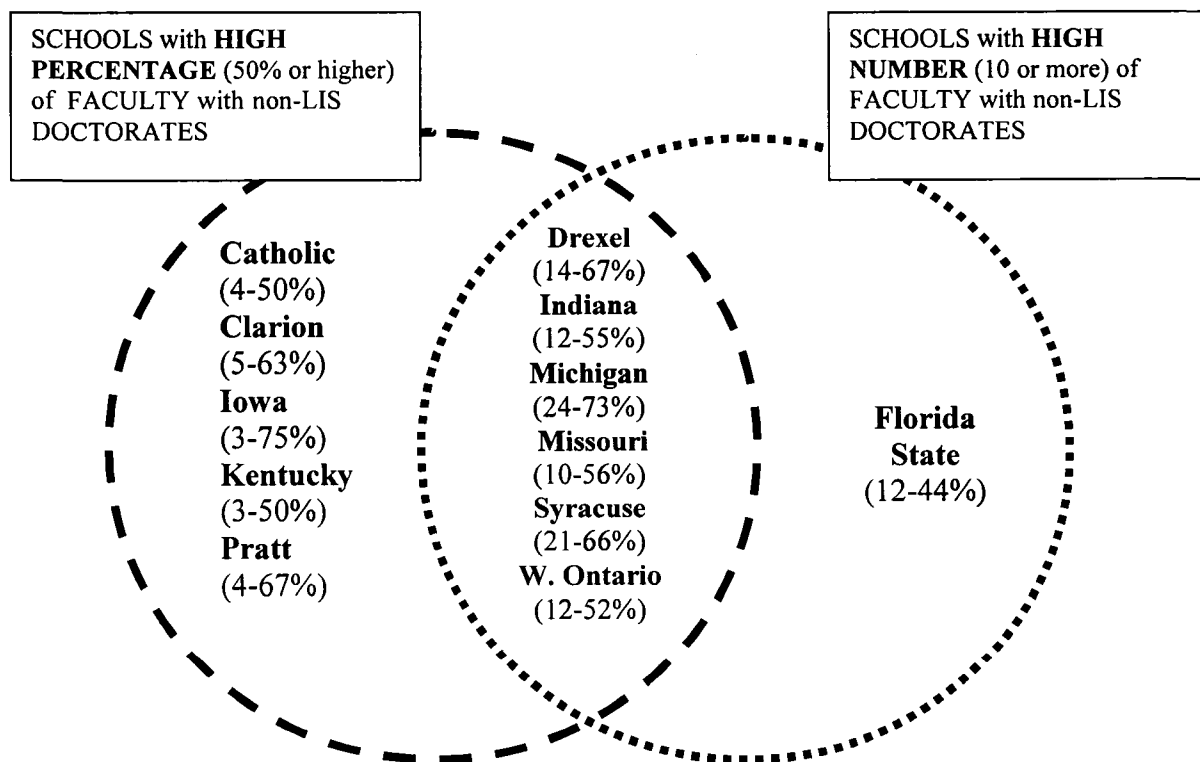 SCHOOLS with HIGH
PERCENTAGE (50% or higher)
of FACULTY with non-LIS
DOCTORATES
SCHOOLS with HIGH
NUMBER (10 or more) of
FACULTY with non-LIS
DOCTORATES
Catholic
(4-50%)
Clarion
(5-63%)
Iowa
(3-75%)
Kentucky
(3-50%)
Pratt
(4-67%)
Drexel
(14-67%)
Indiana
(12-55%)
Michigan
(24-73%)
Missouri
(10-56%)
Syracuse
(21-66%)
W. Ontario
(12-52%)
Florida
State
(12-44%)